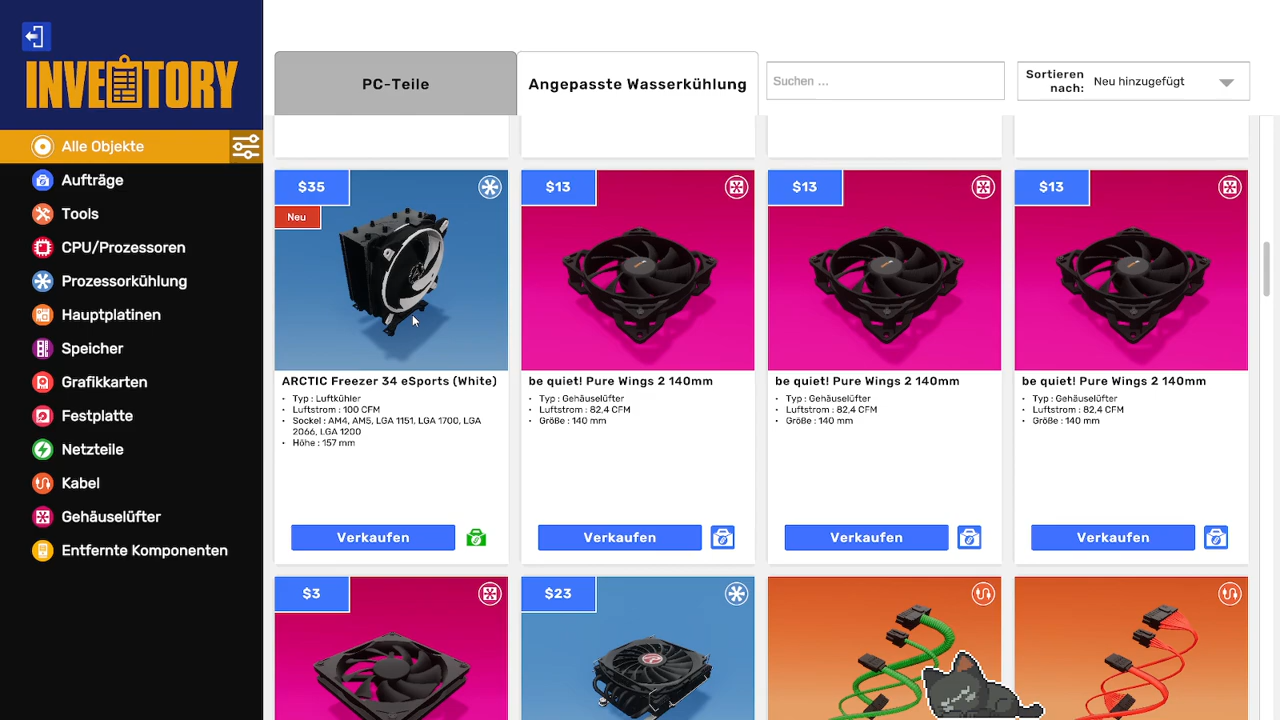 INVENTORY
PC-Teile
Angepasste Wasserkühlung
Suchen ...
Sortieren nach: Neu hinzugefügt
Alle Objekte
Aufträge
Tools
CPU/Prozessoren
Prozessorkühlung
Hauptplatinen
Speicher
Grafikkarten
Festplatte
Netzteile
Kabel
Gehäuselüfter
Entfernte Komponenten
$35
Neu
ARCTIC Freezer 34 eSports (White)
• Typ : Luftkühler
• Luftstrom : 100 CFM
• Sockel : AM4, AM5, LGA 1151, LGA 1700, LGA
2066, LGA 1200
• Höhe : 157 mm
Verkaufen
$13
be quiet! Pure Wings 2 140mm
• Typ : Gehäuselüfter
• Luftstrom : 82,4 CFM
• Größe : 140 mm
Verkaufen
$13
be quiet! Pure Wings 2 140mm
• Typ : Gehäuselüfter
• Luftstrom : 82,4 CFM
• Größe : 140 mm
Verkaufen
$13
be quiet! Pure Wings 2 140mm
• Typ : Gehäuselüfter
• Luftstrom : 82,4 CFM
• Größe : 140 mm
Verkaufen
$3
$23